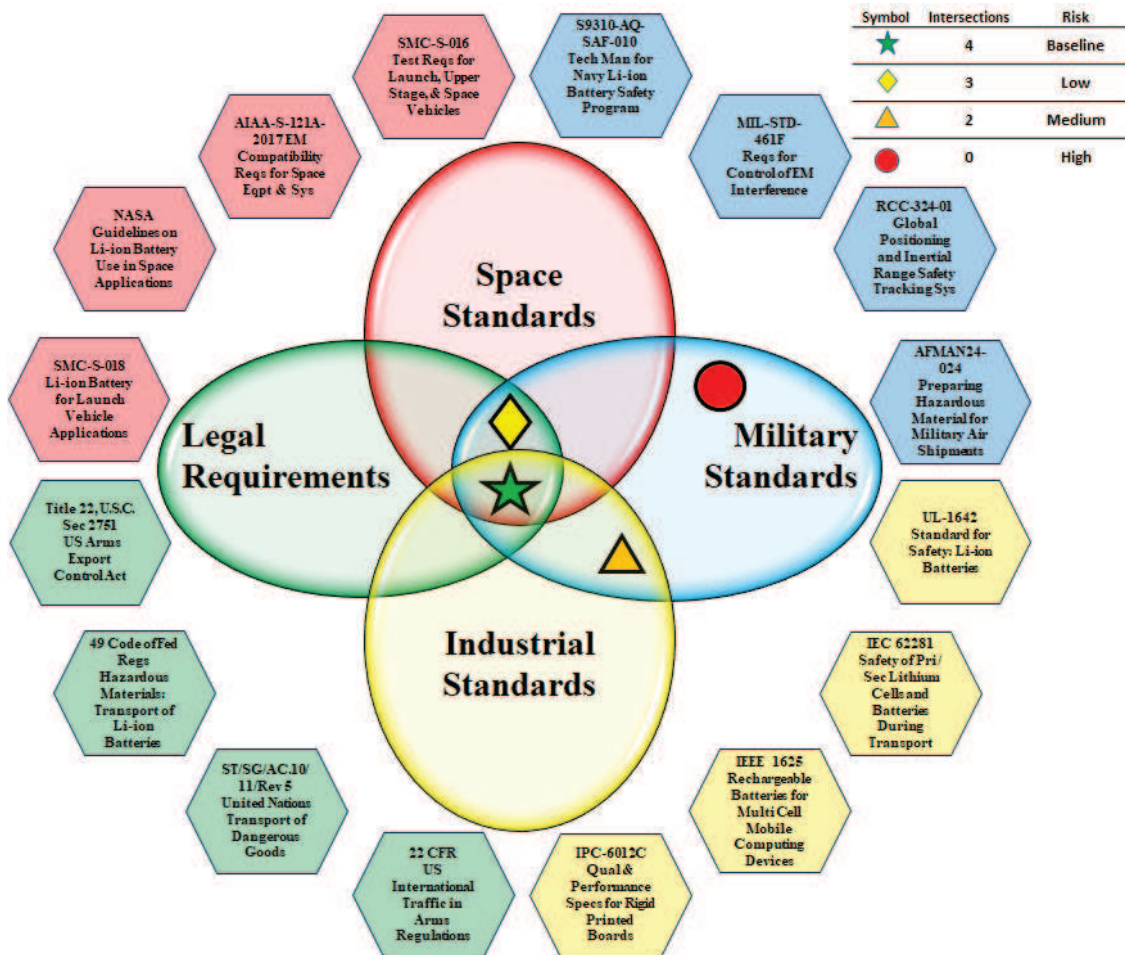 Symbol Intersections Risk
4 Baseline
3 Low
2 Medium
0 High
SMC-S-016
Test Reqs for
Launch, Upper
Stage, & Space
Vehicles
S9310-AQ-
SAF-010
Tech Man for
Navy Li-ion
Battery Safety
Program
AIAA-S-121A-
2017 EM
Compatibility
Reqs for Space
Eqpt & Sys
MIL-STD-
461F
Reqs for
Control of EM
Interference
NASA
Guidelines on
Li-ion Battery
Use in Space
Applications
RCC-324-01
Global
Positioning
and Inertial
Range Safety
Tracking Sys
Space
Standards
SMC-S-018
Li-ion Battery
for Launch
Vehicle
Applications
AFMAN24-
024
Preparing
Hazardous
Material for
Military Air
Shipments
Legal
Requirements
Military
Standards
Title 22, U.S.C.
Sec 2751
US Arms
Export
Control Act
UL-1642
Standard for
Safety: Li-ion
Batteries
Industrial
Standards
49 Code of Fed
Regs
Hazardous
Materials:
Transport of
Li-ion
Batteries
IEC 62281
Safety of Pri/
Sec Lithium
Cells and
Batteries
During
Transport
ST/SG/AC.10/
11/Rev 5
United Nations
Transport of
Dangerous
Goods
IEEE 1625
Rechargeable
Batteries for
Multi Cell
Mobile
Computing
Devices
22 CFR
US
International
Traffic in
Arms
Regulations
IPC-6012C
Qual &
Performance
Specs for Rigid
Printed
Boards